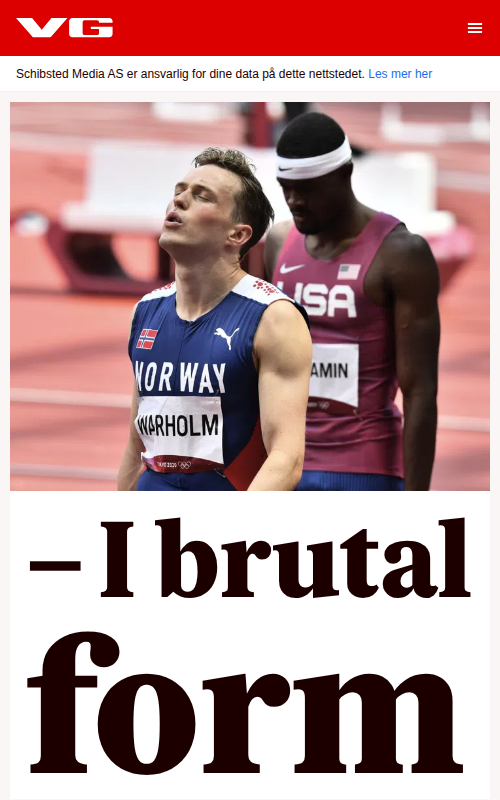 VG
Schibsted Media AS er ansvarlig for dine data på dette nettstedet. Les mer her
USA
AMIN
NORWAY
WARHOLM
TOKYO 2020
– I brutal
form